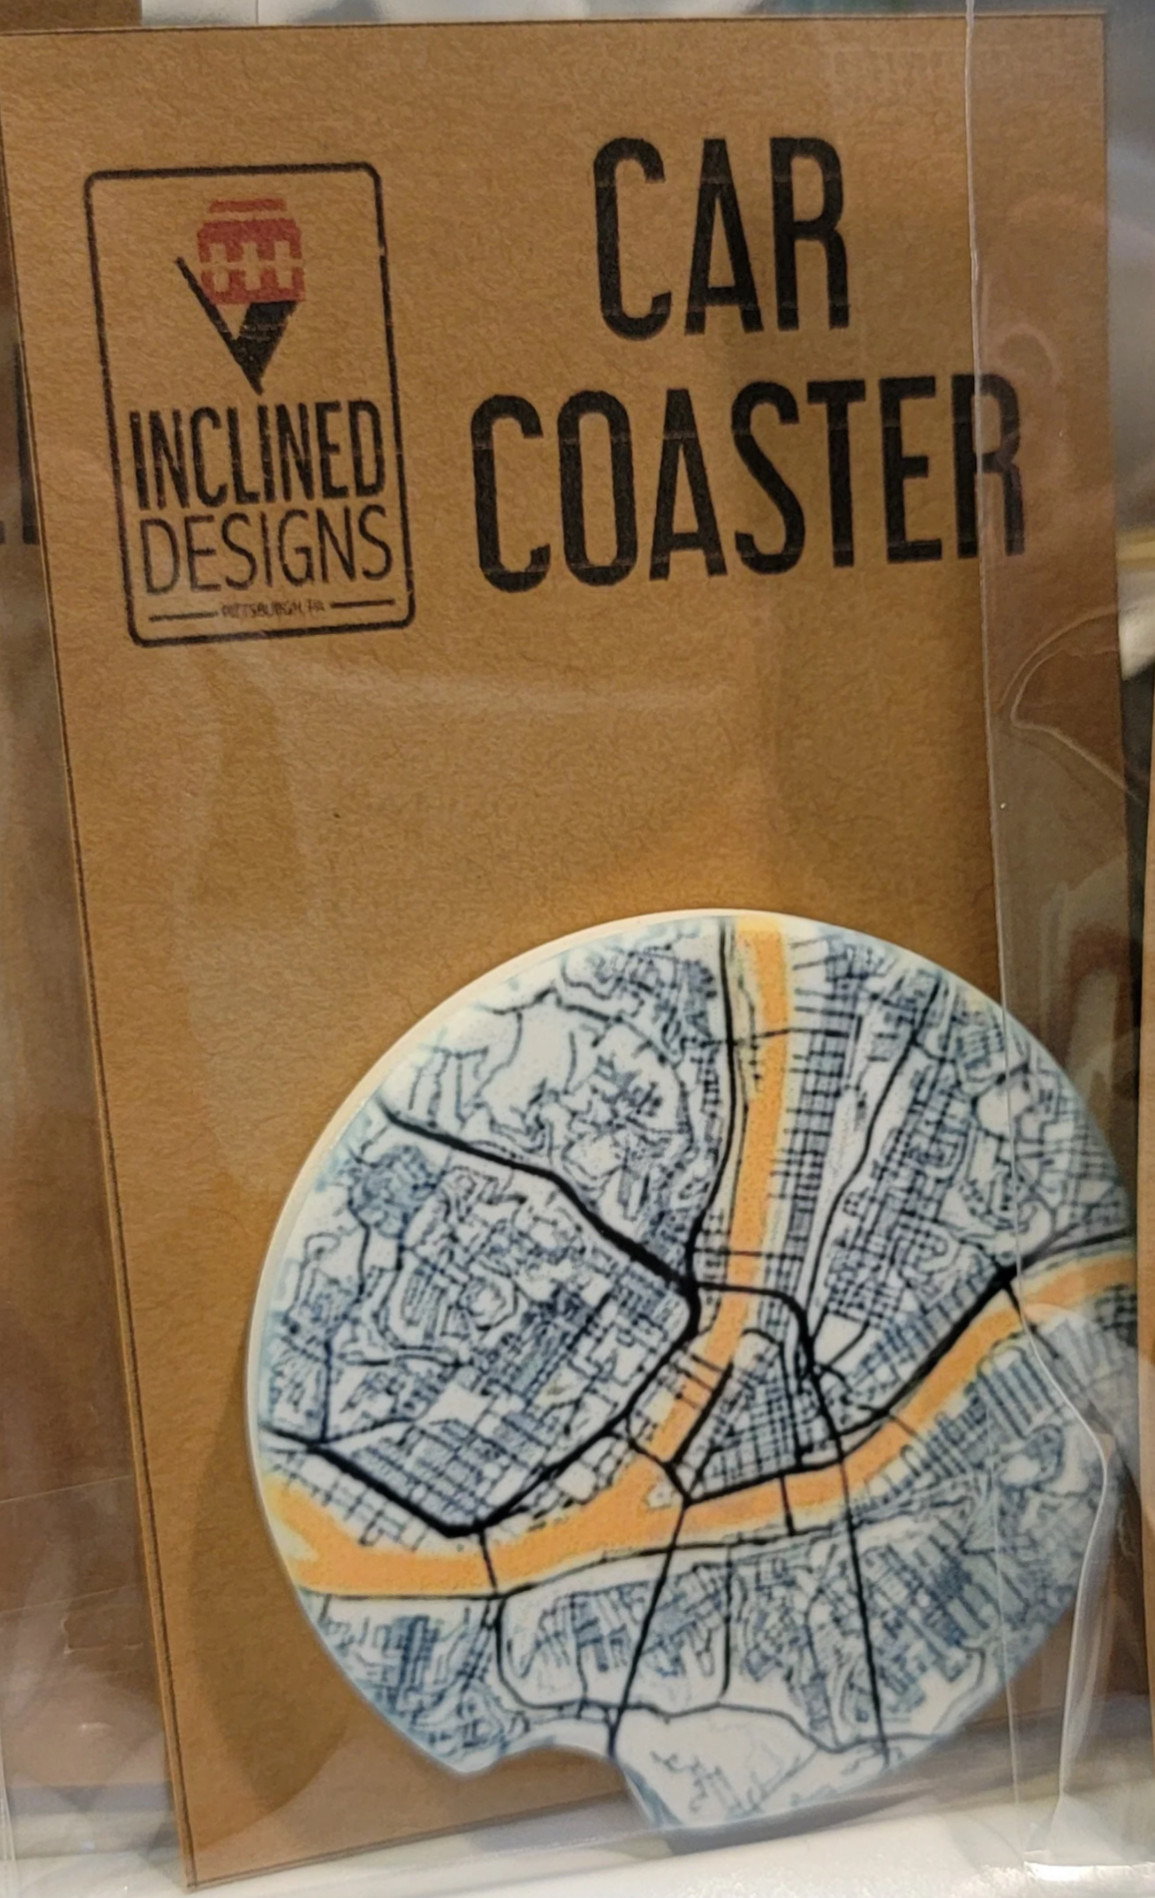 CAR
COASTER
INCLINED
DESIGNS
PITTSBURGH, PA